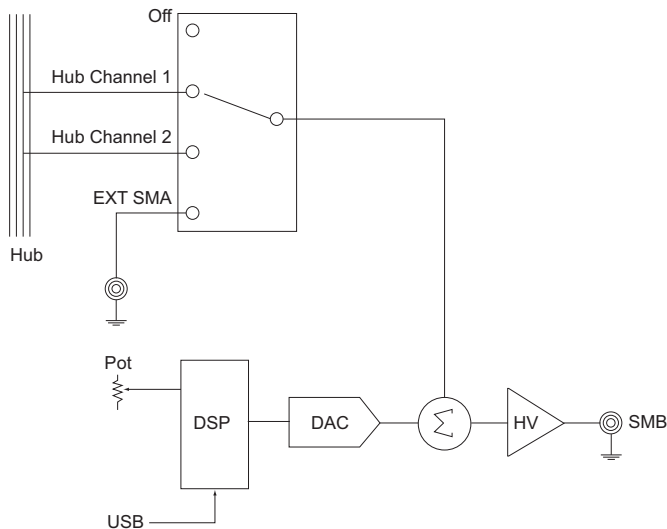 Off
Hub Channel 1
Hub Channel 2
EXT SMA
Hub
Pot
DSP
DAC
Σ
HV
SMB
USB